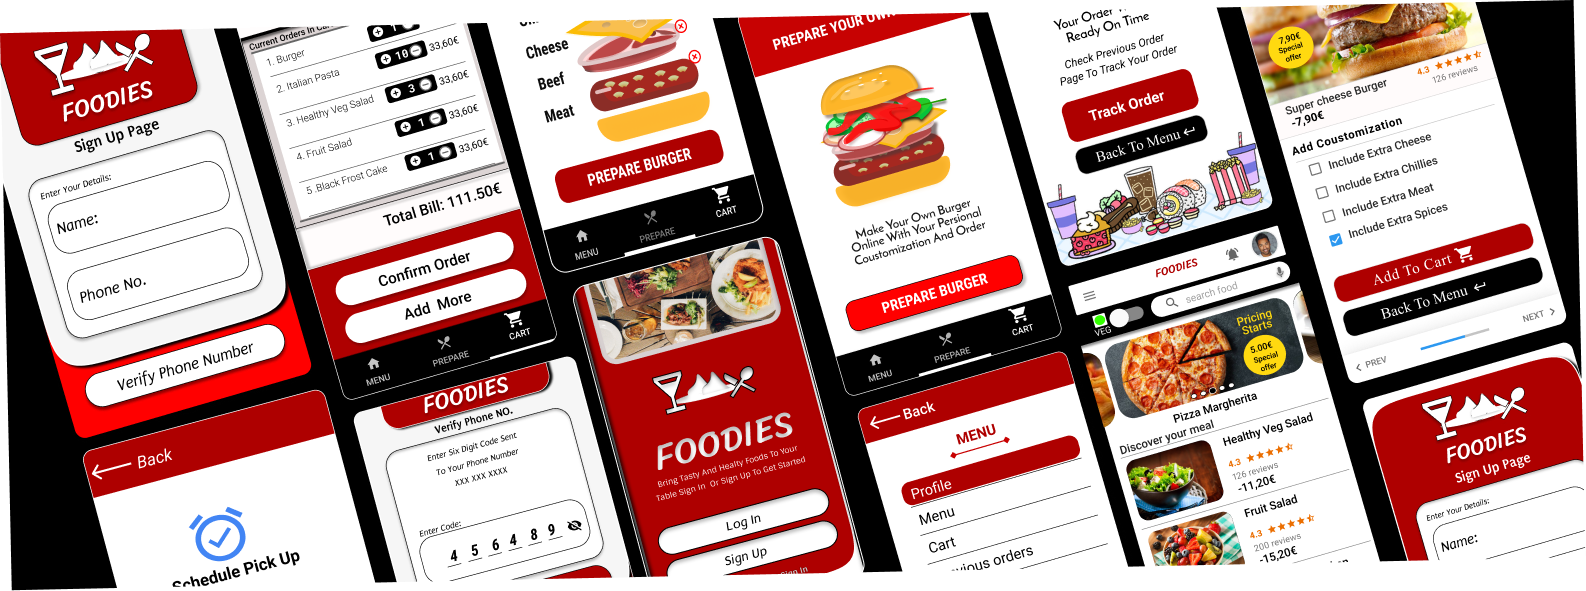 FOODIES
Sign Up Page
Enter Your Details:
Name:
Phone No.
Verify Phone Number
Back
Schedule Pick Up
Current Orders In
1. Burger
2. Italian Pasta
10
33,60€
3. Healthy Veg Salad
3
33,60€
4. Fruit Salad
1
33,60€
5 .Black Frost Cake
1
33,60€
Total Bill: 111.50€
Confirm Order
Add More
MENU
PREPARE
CART
FOODIES
Verify Phone NO.
Enter Six Digit Code Sent
To Your Phone Number
XXX XXX XXXX
Enter Code:
4 5 6 4 8 9
Cheese
Beef
Meat
PREPARE BURGER
MENU
PREPARE
CART
FOODIES
Bring Tasty And Healty Foods To Your
Table Sign In Or Sign Up To Get Started
Log In
Sign Up
Sign In
PREPARE YOUR OWN
Make Your Own Burger
Online With Your Personal
Coustomization And Order
PREPARE BURGER
MENU
PREPARE
CART
Back
MENU
Profile
Menu
Cart
vious orders
Your Order
Ready On Time
Check Previous Order
Page To Track Your Order
Track Order
Back To Menu
FOODIES
VEG
search food
Pricing
Starts
5.00€
Special
offer
Pizza Margherita
Discover your meal
Healthy Veg Salad
4.3
126 reviews
-11,20€
Fruit Salad
4.3
200 reviews
-15,20€
7,90€
Special
offer
Super cheese Burger
-7,90€
4.3
126 reviews
Add Coustomization
Include Extra Cheese
Include Extra Chillies
Include Extra Meat
Include Extra Spices
Add To Cart
Back To Menu
PREV
NEXT
FOODIES
Sign Up Page
Enter Your Details:
Name: